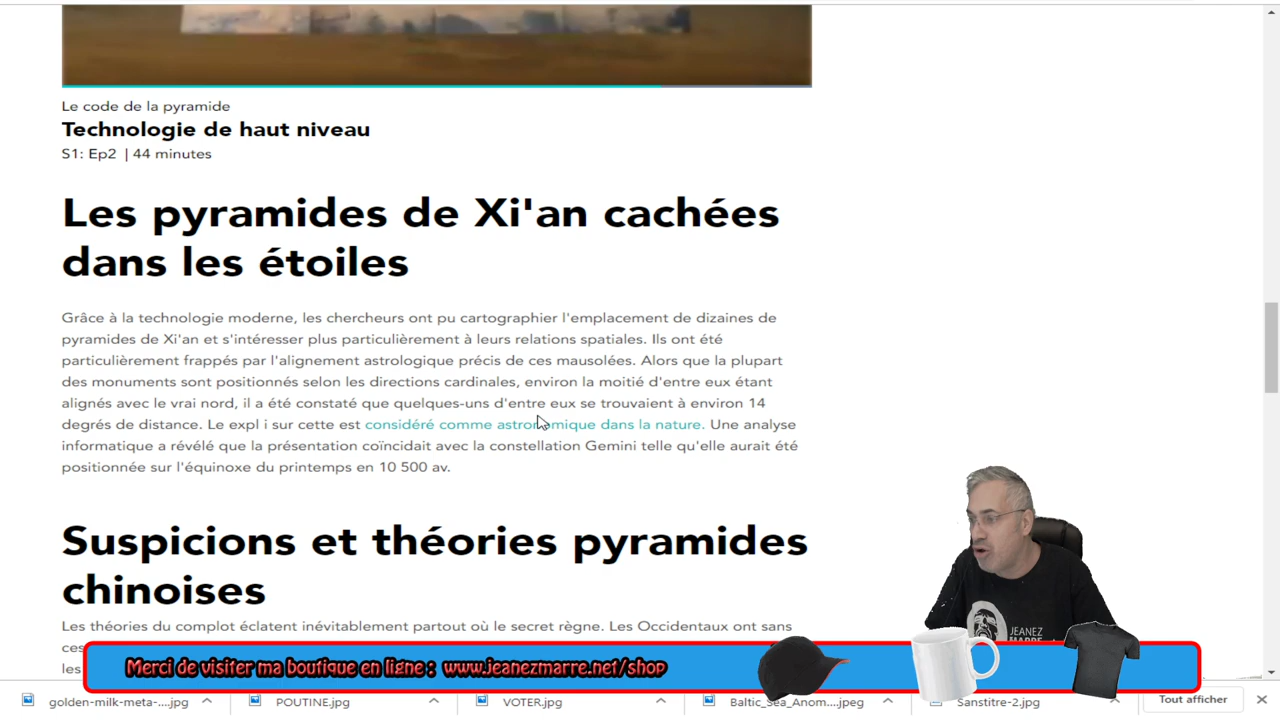 Le code de la pyramide
Technologie de haut niveau
S1: Ep2 | 44 minutes
Les pyramides de Xi'an cachées
dans les étoiles
Grâce à la technologie moderne, les chercheurs ont pu cartographier l'emplacement de dizaines de
pyramides de Xi'an et s'intéresser plus particulièrement à leurs relations spatiales. Ils ont été
particulièrement frappés par l'alignement astrologique précis de ces mausolées. Alors que la plupart
des monuments sont positionnés selon les directions cardinales, environ la moitié d'entre eux étant
alignés avec le vrai nord, il a été constaté que quelques-uns d'entre eux se trouvaient à environ 14
degrés de distance. Le expl i sur cette est considéré comme astronomique dans la nature. Une analyse
informatique a révélé que la présentation coïncidait avec la constellation Gemini telle qu'elle aurait été
positionnée sur l'équinoxe du printemps en 10 500 av.
Suspicions et théories pyramides
chinoises
Les théories du complot éclatent inévitablement partout où le secret règne. Les Occidentaux ont sans
ces
les
JEANEZ
MARRE
Merci de visiter ma boutique en ligne : www.jeanezmarre.net/shop
golden-milk-meta-....jpg
POUTINE.jpg
VOTER.jpg
Baltic_Sea_Anom....jpeg
Sanstitre-2.jpg
Tout afficher